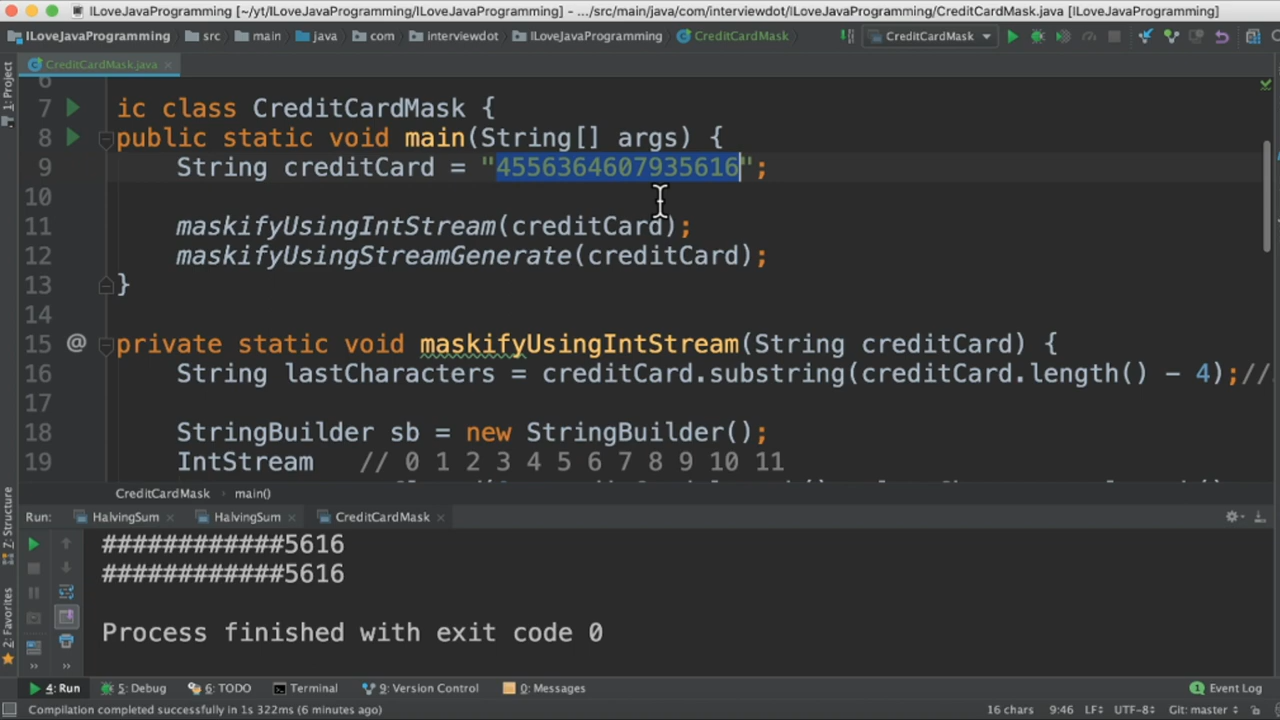 ILoveJavaProgramming [~/yt/ILoveJavaProgramming/ILoveJavaProgramming] - .../src/main/java/com/interviewdot/ILoveJavaProgramming/CreditCardMask.java [ILoveJavaProgramming]
ILoveJavaProgramming src main java com interviewdot ILoveJavaProgramming CreditCardMask CreditCardMask
CreditCardMask.java
1: Project
6
7 ic class CreditCardMask {
8 public static void main(String[] args) {
9 String creditCard = "4556364607935616";
10
11 maskifyUsingIntStream(creditCard);
12 maskifyUsingStreamGenerate(creditCard);
13 }
14
15 @ private static void maskifyUsingIntStream(String creditCard) {
16 String lastCharacters = creditCard.substring(creditCard.length() - 4);//
17
18 StringBuilder sb = new StringBuilder();
19 IntStream // 0 1 2 3 4 5 6 7 8 9 10 11
CreditCardMask › main()
Run: HalvingSum HalvingSum CreditCardMask
############5616
############5616
Process finished with exit code 0
7: Structure
2: Favorites
4: Run 5: Debug 6: TODO Terminal 9: Version Control 0: Messages 1 Event Log
Compilation completed successfully in 1s 322ms (6 minutes ago) 16 chars 9:46 LF÷ UTF-8÷ Git: master ÷